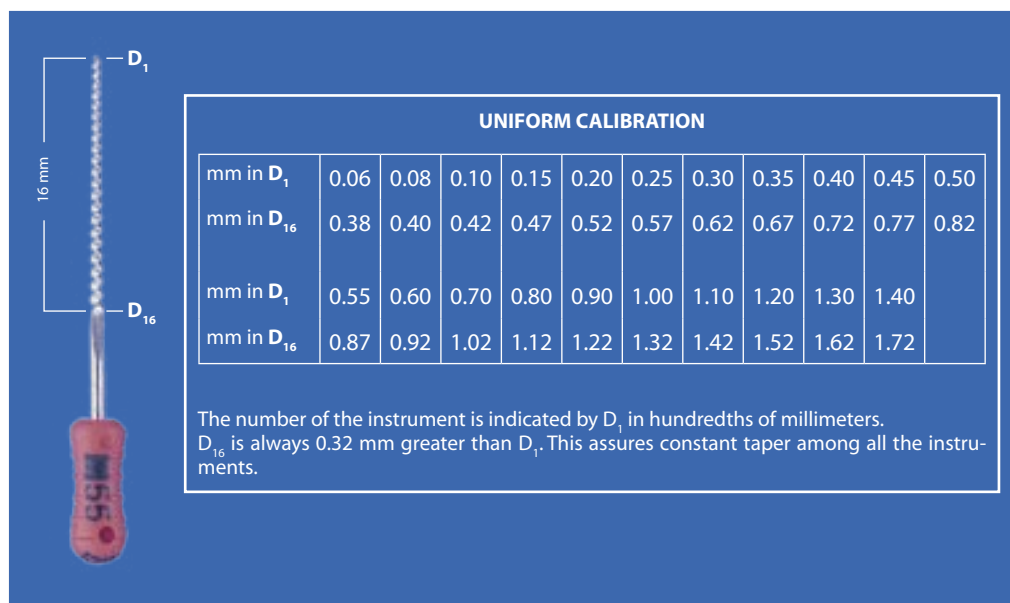 D₁
16 mm
D₁₆
55
UNIFORM CALIBRATION
mm in D₁ 0.06 0.08 0.10 0.15 0.20 0.25 0.30 0.35 0.40 0.45 0.50
mm in D₁₆ 0.38 0.40 0.42 0.47 0.52 0.57 0.62 0.67 0.72 0.77 0.82
mm in D₁ 0.55 0.60 0.70 0.80 0.90 1.00 1.10 1.20 1.30 1.40
mm in D₁₆ 0.87 0.92 1.02 1.12 1.22 1.32 1.42 1.52 1.62 1.72
The number of the instrument is indicated by D₁ in hundredths of millimeters.
D₁₆ is always 0.32 mm greater than D₁. This assures constant taper among all the instru-
ments.